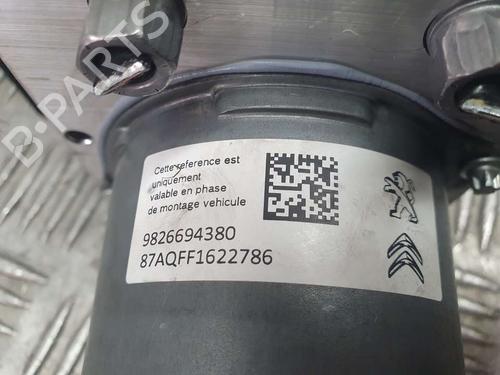 B-PARTS
Cette reference est
uniquement
valable en phase
de montage vehicule
9826694380
87AQFF1622786